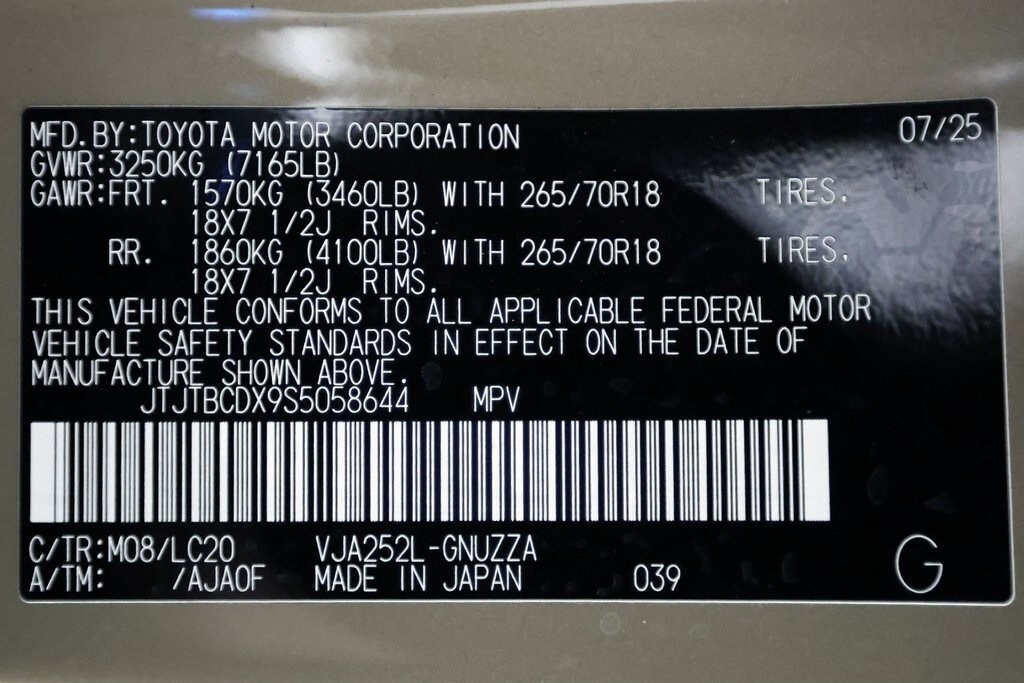 MFD.BY:TOYOTA MOTOR CORPORATION 07/25
GVWR:3250KG (7165LB)
GAWR:FRT. 1570KG (3460LB) WITH 265/70R18 TIRES,
18X7 1/2J RIMS.
RR. 1860KG (4100LB) WITH 265/70R18 TIRES,
18X7 1/2J RIMS.
THIS VEHICLE CONFORMS TO ALL APPLICABLE FEDERAL MOTOR
VEHICLE SAFETY STANDARDS IN EFFECT ON THE DATE OF
MANUFACTURE SHOWN ABOVE.
JTJTBCDX9S5058644 MPV
C/TR:M08/LC20 VJA252L-GNUZZA
A/TM: /AJA0F MADE IN JAPAN 039 G